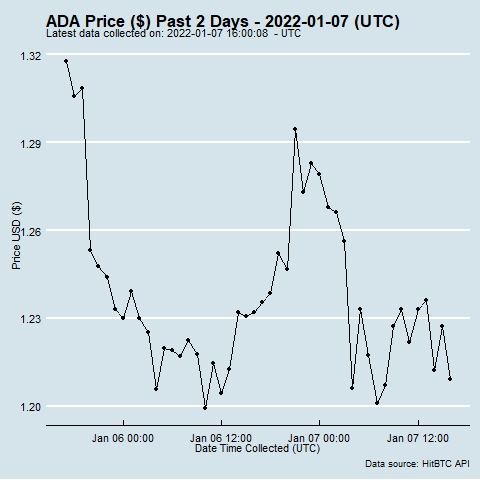 ADA Price ($) Past 2 Days - 2022-01-07 (UTC)
Latest data collected on: 2022-01-07 16:00:08 - UTC
1.32
1.29
1.26
1.23
1.20
Price USD ($)
Jan 06 00:00 Jan 06 12:00 Jan 07 00:00 Jan 07 12:00
Date Time Collected (UTC)
Data source: HitBTC API